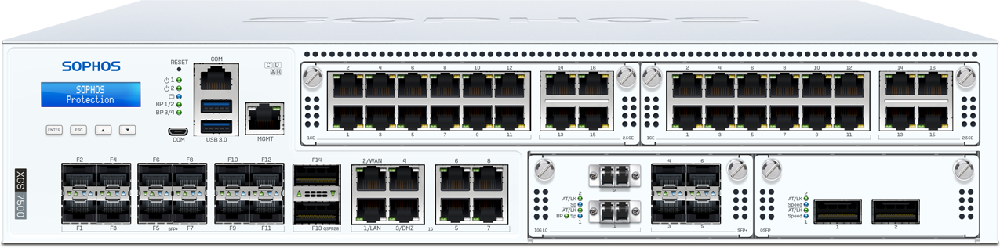 SOPHOS
SOPHOS
SOPHOS
Protection
ENTER ESC
RESET
1
2
BP 1/2
BP 3/4
COM
COM
USB 3.0
C D
A B
MGMT
2 4 6 8 10 12 14 16
1 3 5 7 9 11 13 15
1GE 2.5GE
2 4 6 8 10 12 14 16
1 3 5 7 9 11 13 15
1GE 2.5GE
XGS 7500
F2 F4 F6 F8 F10 F12 F14
F1 F3 F5 SFP+ F7 F9 F11 F13 QSFP28
2/WAN 4 6 8
1/LAN 3/DMZ 1G 5 7
2
AT/LK
Sp
AT/LK
BP Sp
1
10G LC
2
1
4 6
3 5
SFP+
QSFP
2
AT/LK
Speed
AT/LK
Speed
1
1 2